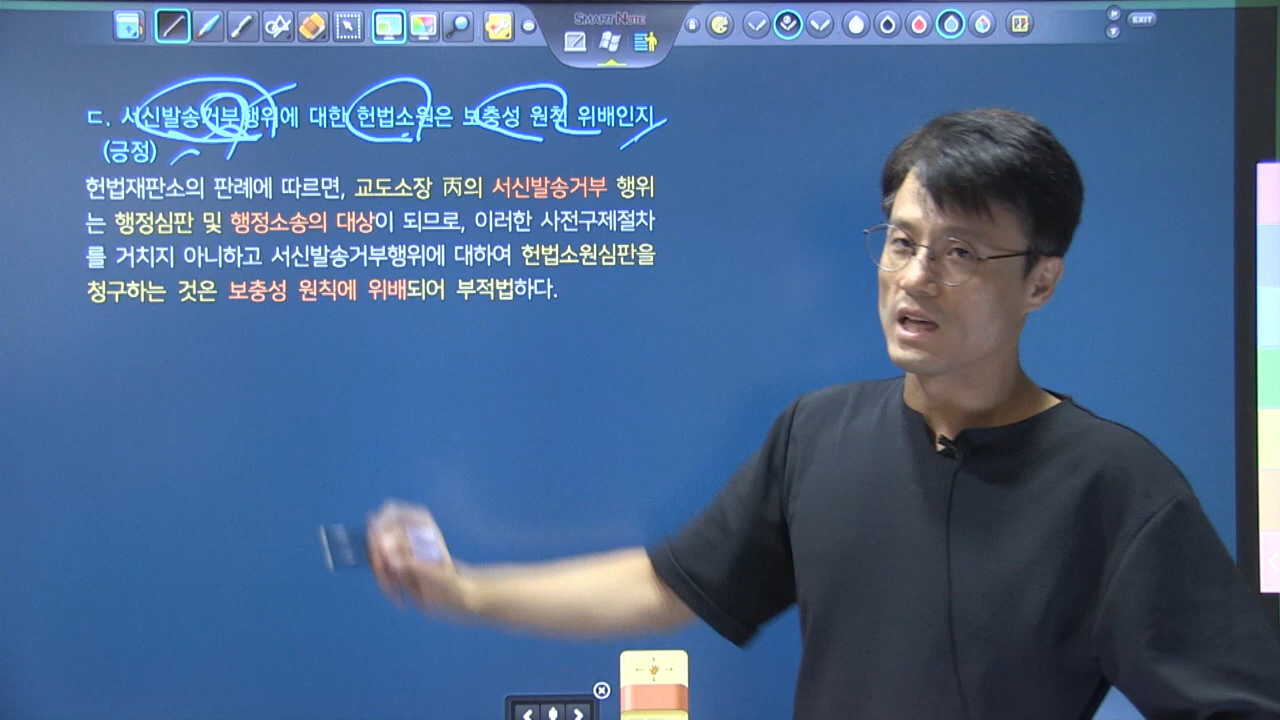 SMARTNOTE
EXIT
ㄷ. 서신발송거부행위에 대한 헌법소원은 보충성 원칙 위배인지
(긍정)
헌법재판소의 판례에 따르면, 교도소장 丙의 서신발송거부 행위
는 행정심판 및 행정소송의 대상이 되므로, 이러한 사전구제절차
를 거치지 아니하고 서신발송거부행위에 대하여 헌법소원심판을
청구하는 것은 보충성 원칙에 위배되어 부적법하다.